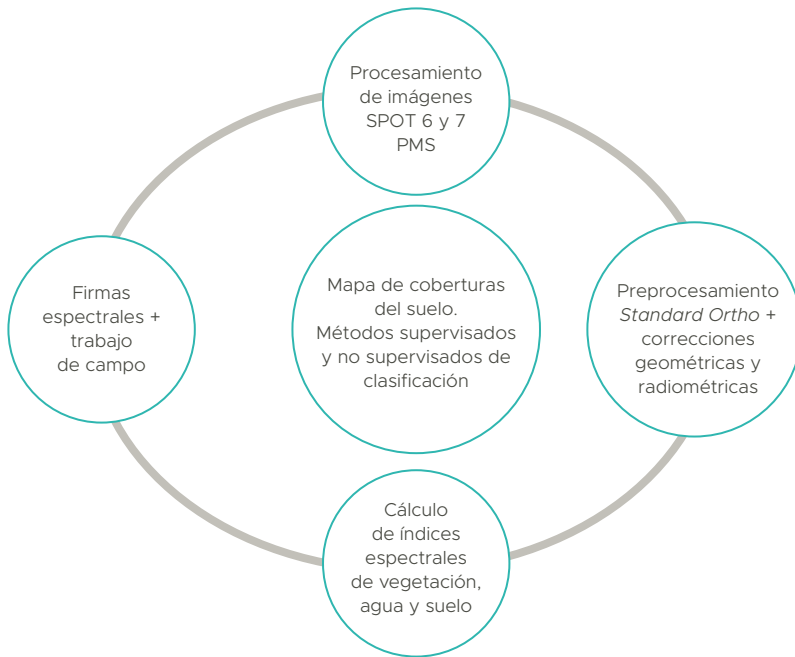 Procesamiento
de imágenes
SPOT 6 y 7
PMS
Firmas
espectrales +
trabajo
de campo
Mapa de coberturas
del suelo.
Métodos supervisados
y no supervisados de
clasificación
Preprocesamiento
Standard Ortho +
correcciones
geométricas y
radiométricas
Cálculo
de índices
espectrales
de vegetación,
agua y suelo